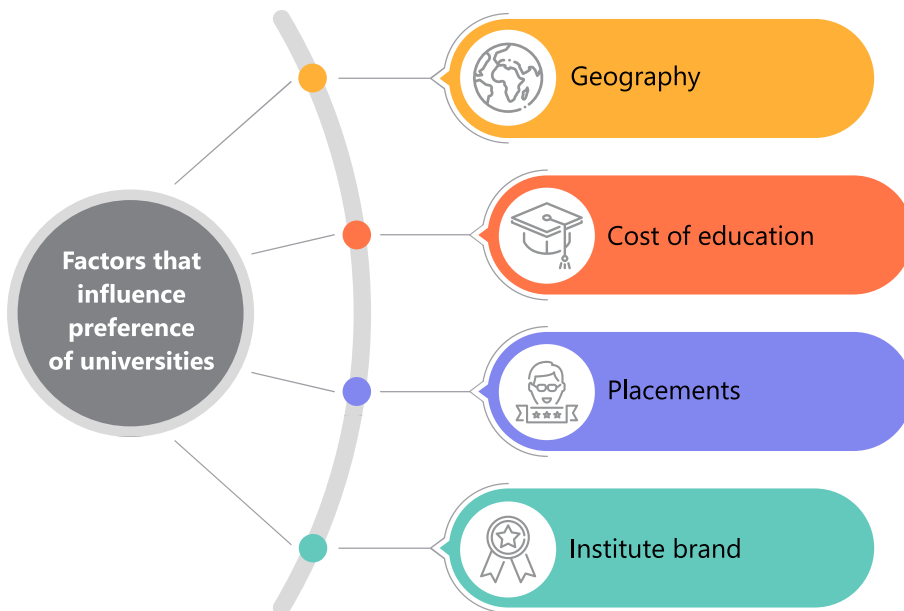 Factors that
influence
preference
of universities
Geography
Cost of education
Placements
Institute brand